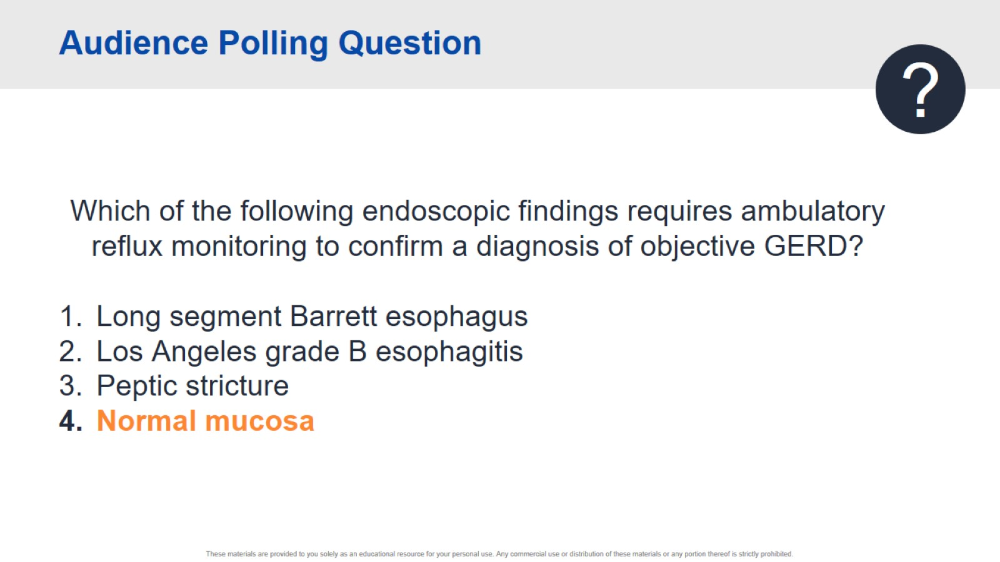 Audience Polling Question
?
Which of the following endoscopic findings requires ambulatory
reflux monitoring to confirm a diagnosis of objective GERD?
1. Long segment Barrett esophagus
2. Los Angeles grade B esophagitis
3. Peptic stricture
4. Normal mucosa
These materials are provided to you solely as an educational resource for your personal use. Any commercial use or distribution of these materials or any portion thereof is strictly prohibited.